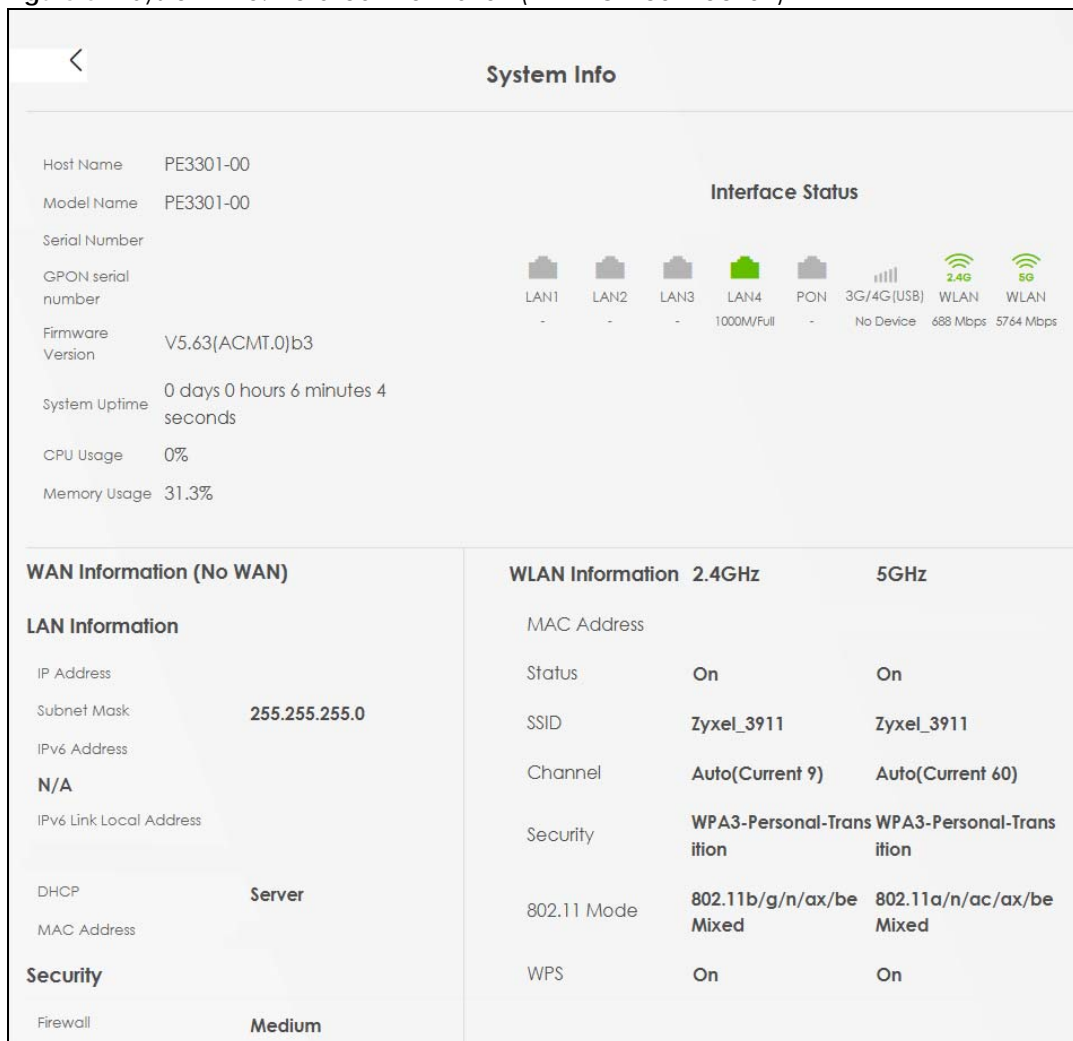 System Info
Host Name PE3301-00
Model Name PE3301-00
Serial Number
GPON serial
number
Firmware
Version V5.63(ACMT.0)b3
System Uptime 0 days 0 hours 6 minutes 4
seconds
CPU Usage 0%
Memory Usage 31.3%
Interface Status
2.4G 5G
LAN1 LAN2 LAN3 LAN4 PON 3G/4G(USB) WLAN WLAN
- - - 1000M/Full - No Device 688 Mbps 5764 Mbps
WAN Information (No WAN)
LAN Information
IP Address
Subnet Mask 255.255.255.0
IPv6 Address
N/A
IPv6 Link Local Address
DHCP Server
MAC Address
Security
Firewall Medium
WLAN Information 2.4GHz 5GHz
MAC Address
Status On On
SSID Zyxel_3911 Zyxel_3911
Channel Auto(Current 9) Auto(Current 60)
Security WPA3-Personal-Trans WPA3-Personal-Trans
ition ition
802.11 Mode 802.11b/g/n/ax/be 802.11a/n/ac/ax/be
Mixed Mixed
WPS On On